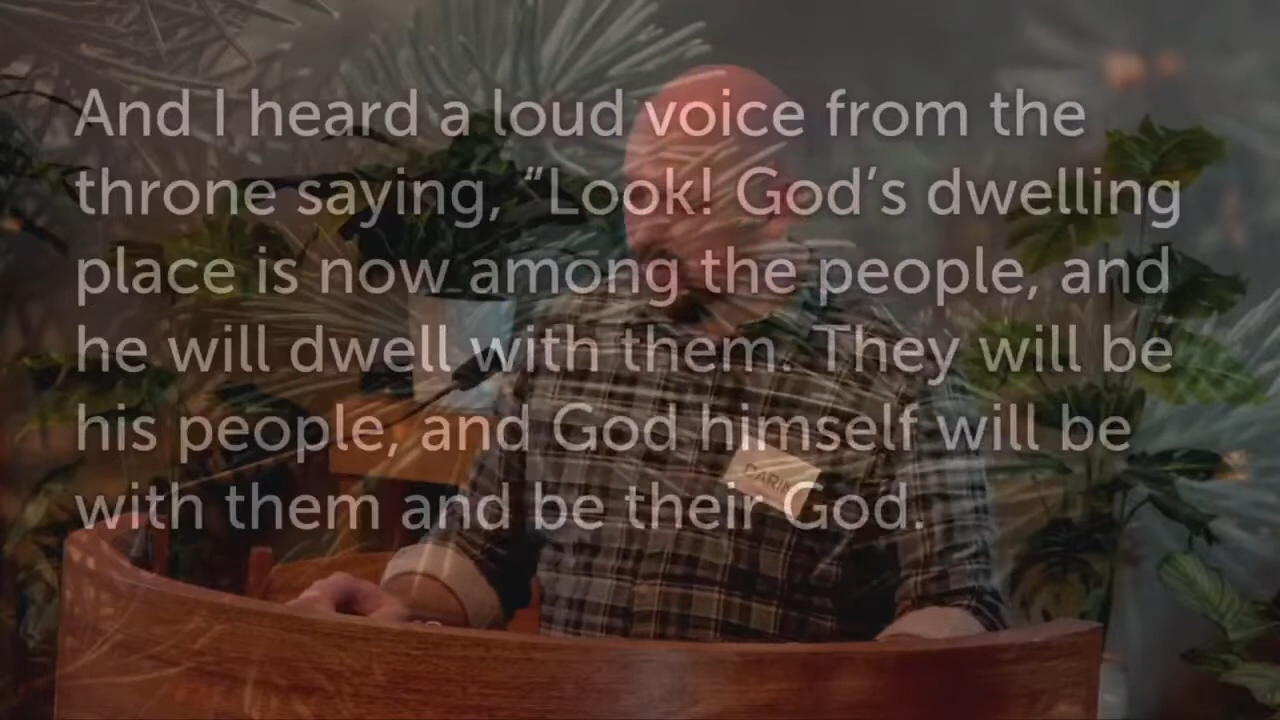 And I heard a loud voice from the
throne saying, “Look! God’s dwelling
place is now among the people, and
he will dwell with them. They will be
his people, and God himself will be
with them and be their God.